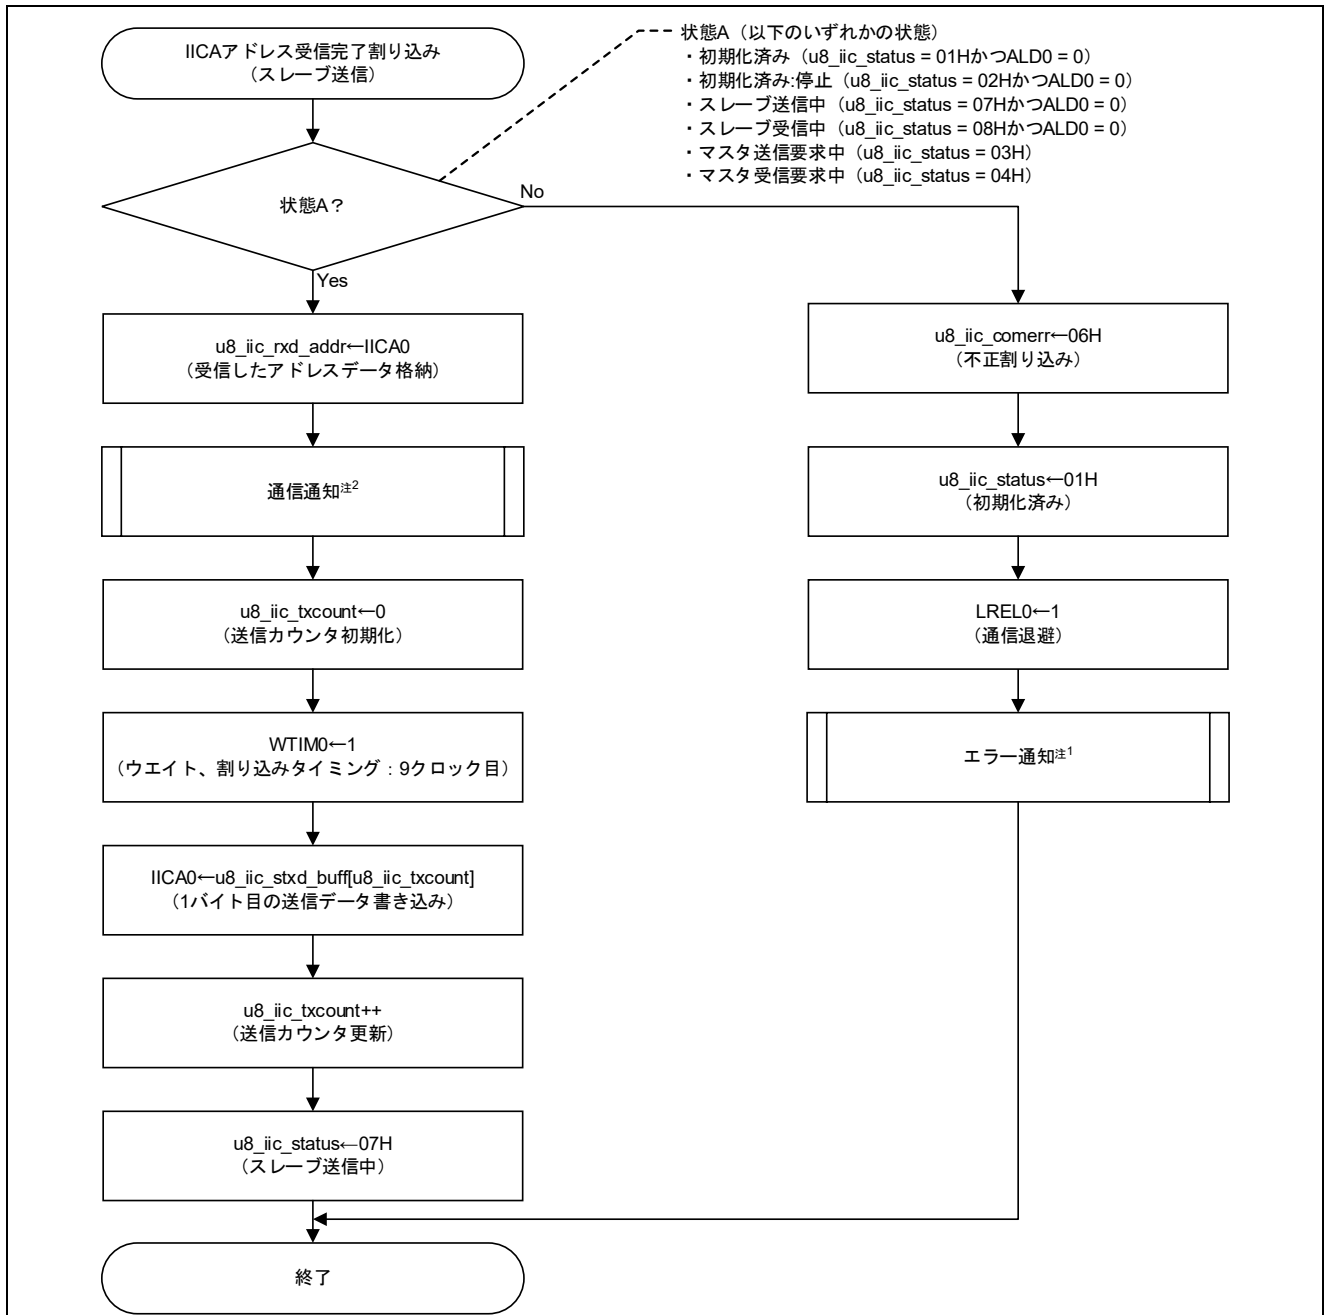 IICAアドレス受信完了割り込み
（スレーブ送信）
状態A（以下のいずれかの状態）
・初期化済み（u8_iic_status = 01HかつALD0 = 0）
・初期化済み:停止（u8_iic_status = 02HかつALD0 = 0）
・スレーブ送信中（u8_iic_status = 07HかつALD0 = 0）
・スレーブ受信中（u8_iic_status = 08HかつALD0 = 0）
・マスタ送信要求中（u8_iic_status = 03H）
・マスタ受信要求中（u8_iic_status = 04H）
状態A？
No
Yes
u8_iic_rxd_addr←IICA0
（受信したアドレスデータ格納）
通信通知注2
u8_iic_txcount←0
（送信カウンタ初期化）
WTIM0←1
（ウエイト、割り込みタイミング：9クロック目）
IICA0←u8_iic_stxd_buff[u8_iic_txcount]
（1バイト目の送信データ書き込み）
u8_iic_txcount++
（送信カウンタ更新）
u8_iic_status←07H
（スレーブ送信中）
u8_iic_comerr←06H
（不正割り込み）
u8_iic_status←01H
（初期化済み）
LREL0←1
（通信退避）
エラー通知注1
終了